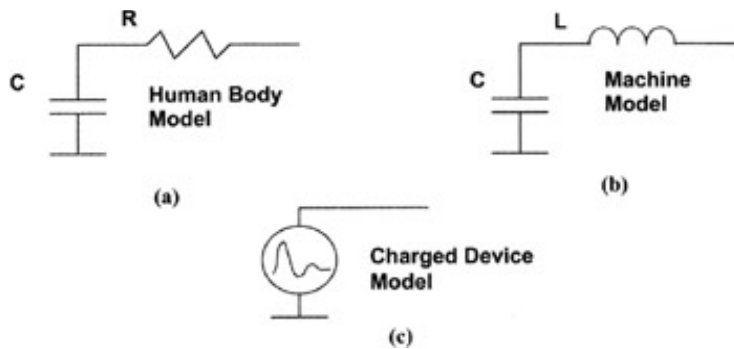 R
C
Human Body
Model
(a)
L
C
Machine
Model
(b)
Charged Device
Model
(c)